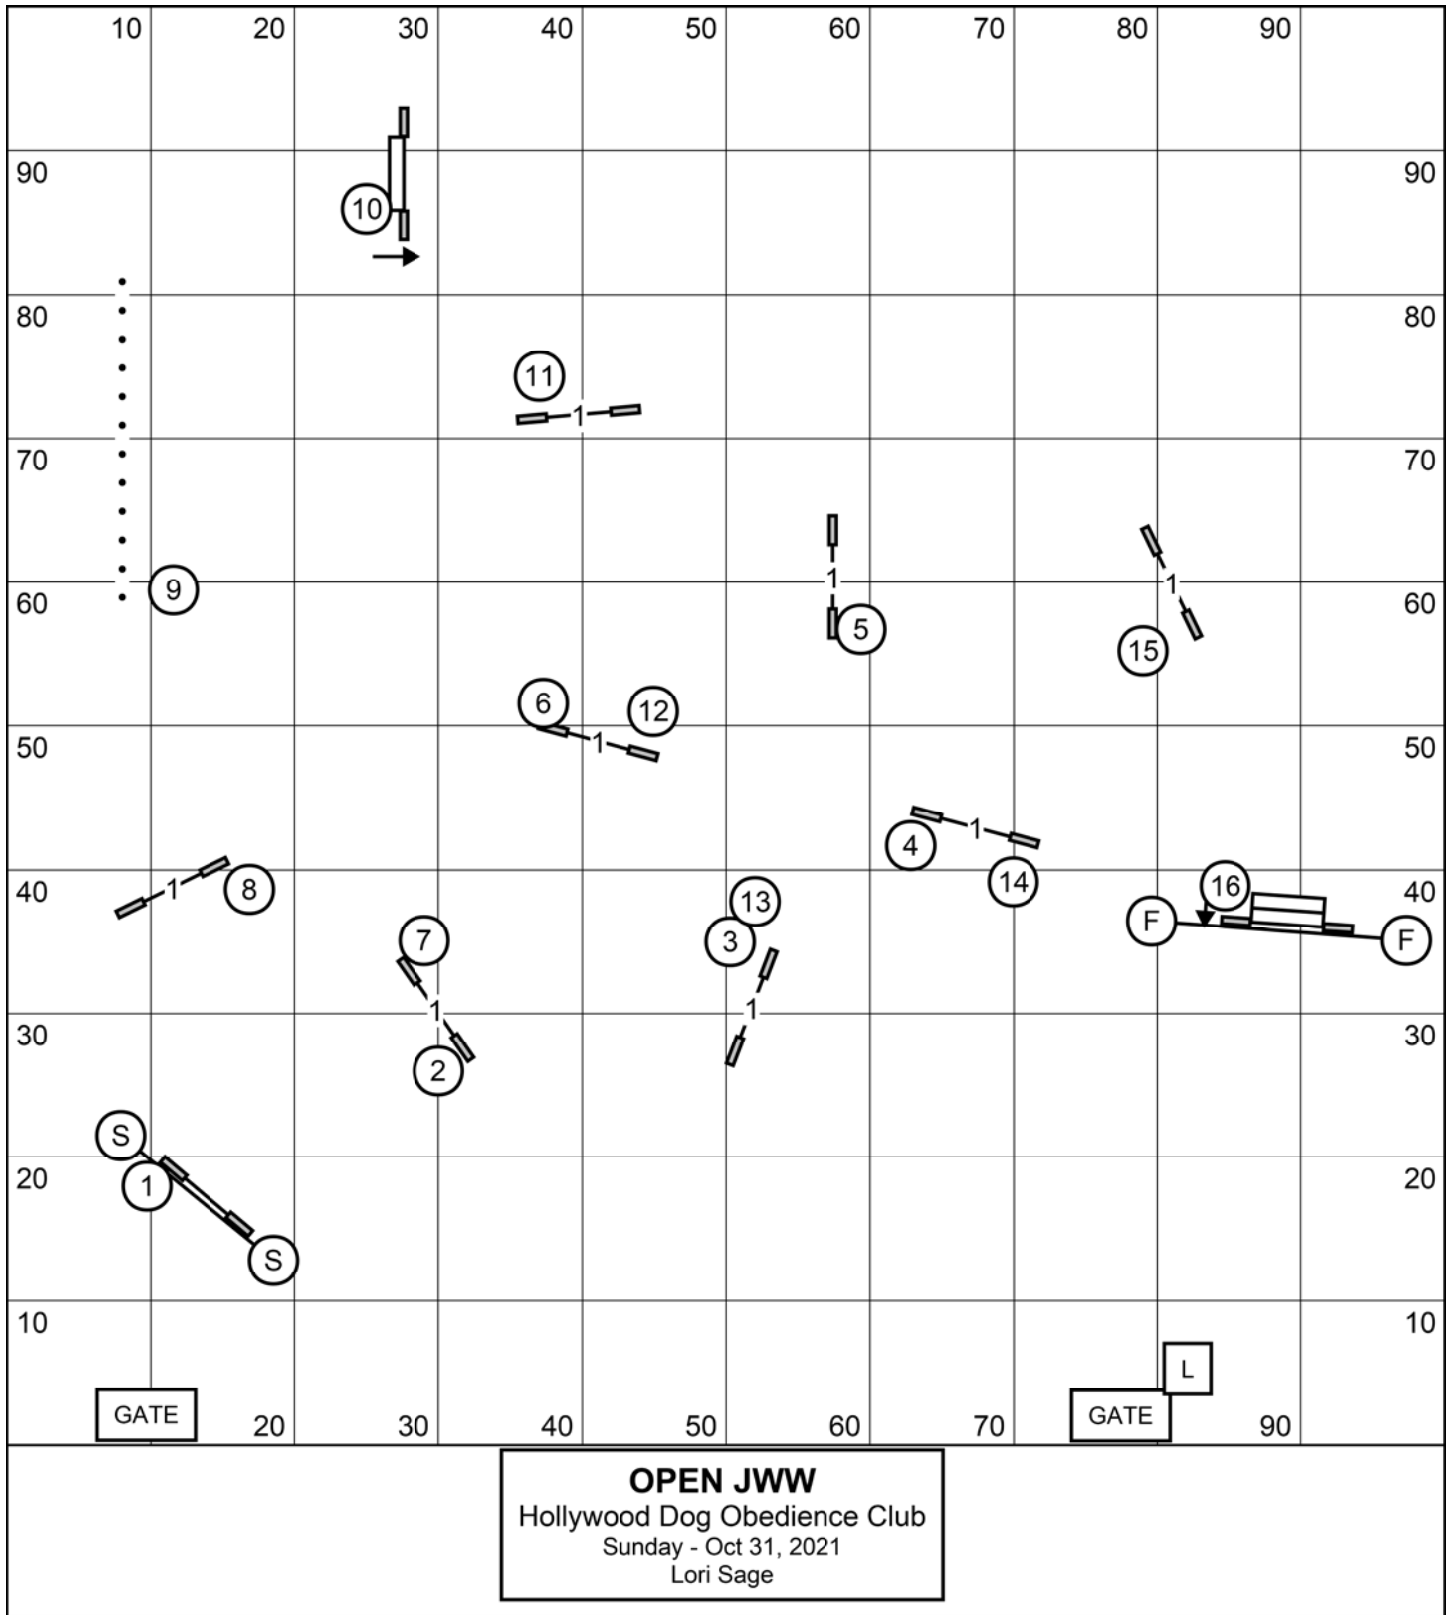 10 20 30 40 50 60 70 80 90
90 90
10
80 80
11 1
70 70
1 1
9 60 60
5
15
6 12
50 1 50
1
4
8 1 14 16
40 40
13
7 3 F F
1 1
30 30
2
S
20 1 20
S
10 10
L
GATE 20 30 40 50 60 70 GATE 90
OPEN JWW
Hollywood Dog Obedience Club
Sunday - Oct 31, 2021
Lori Sage